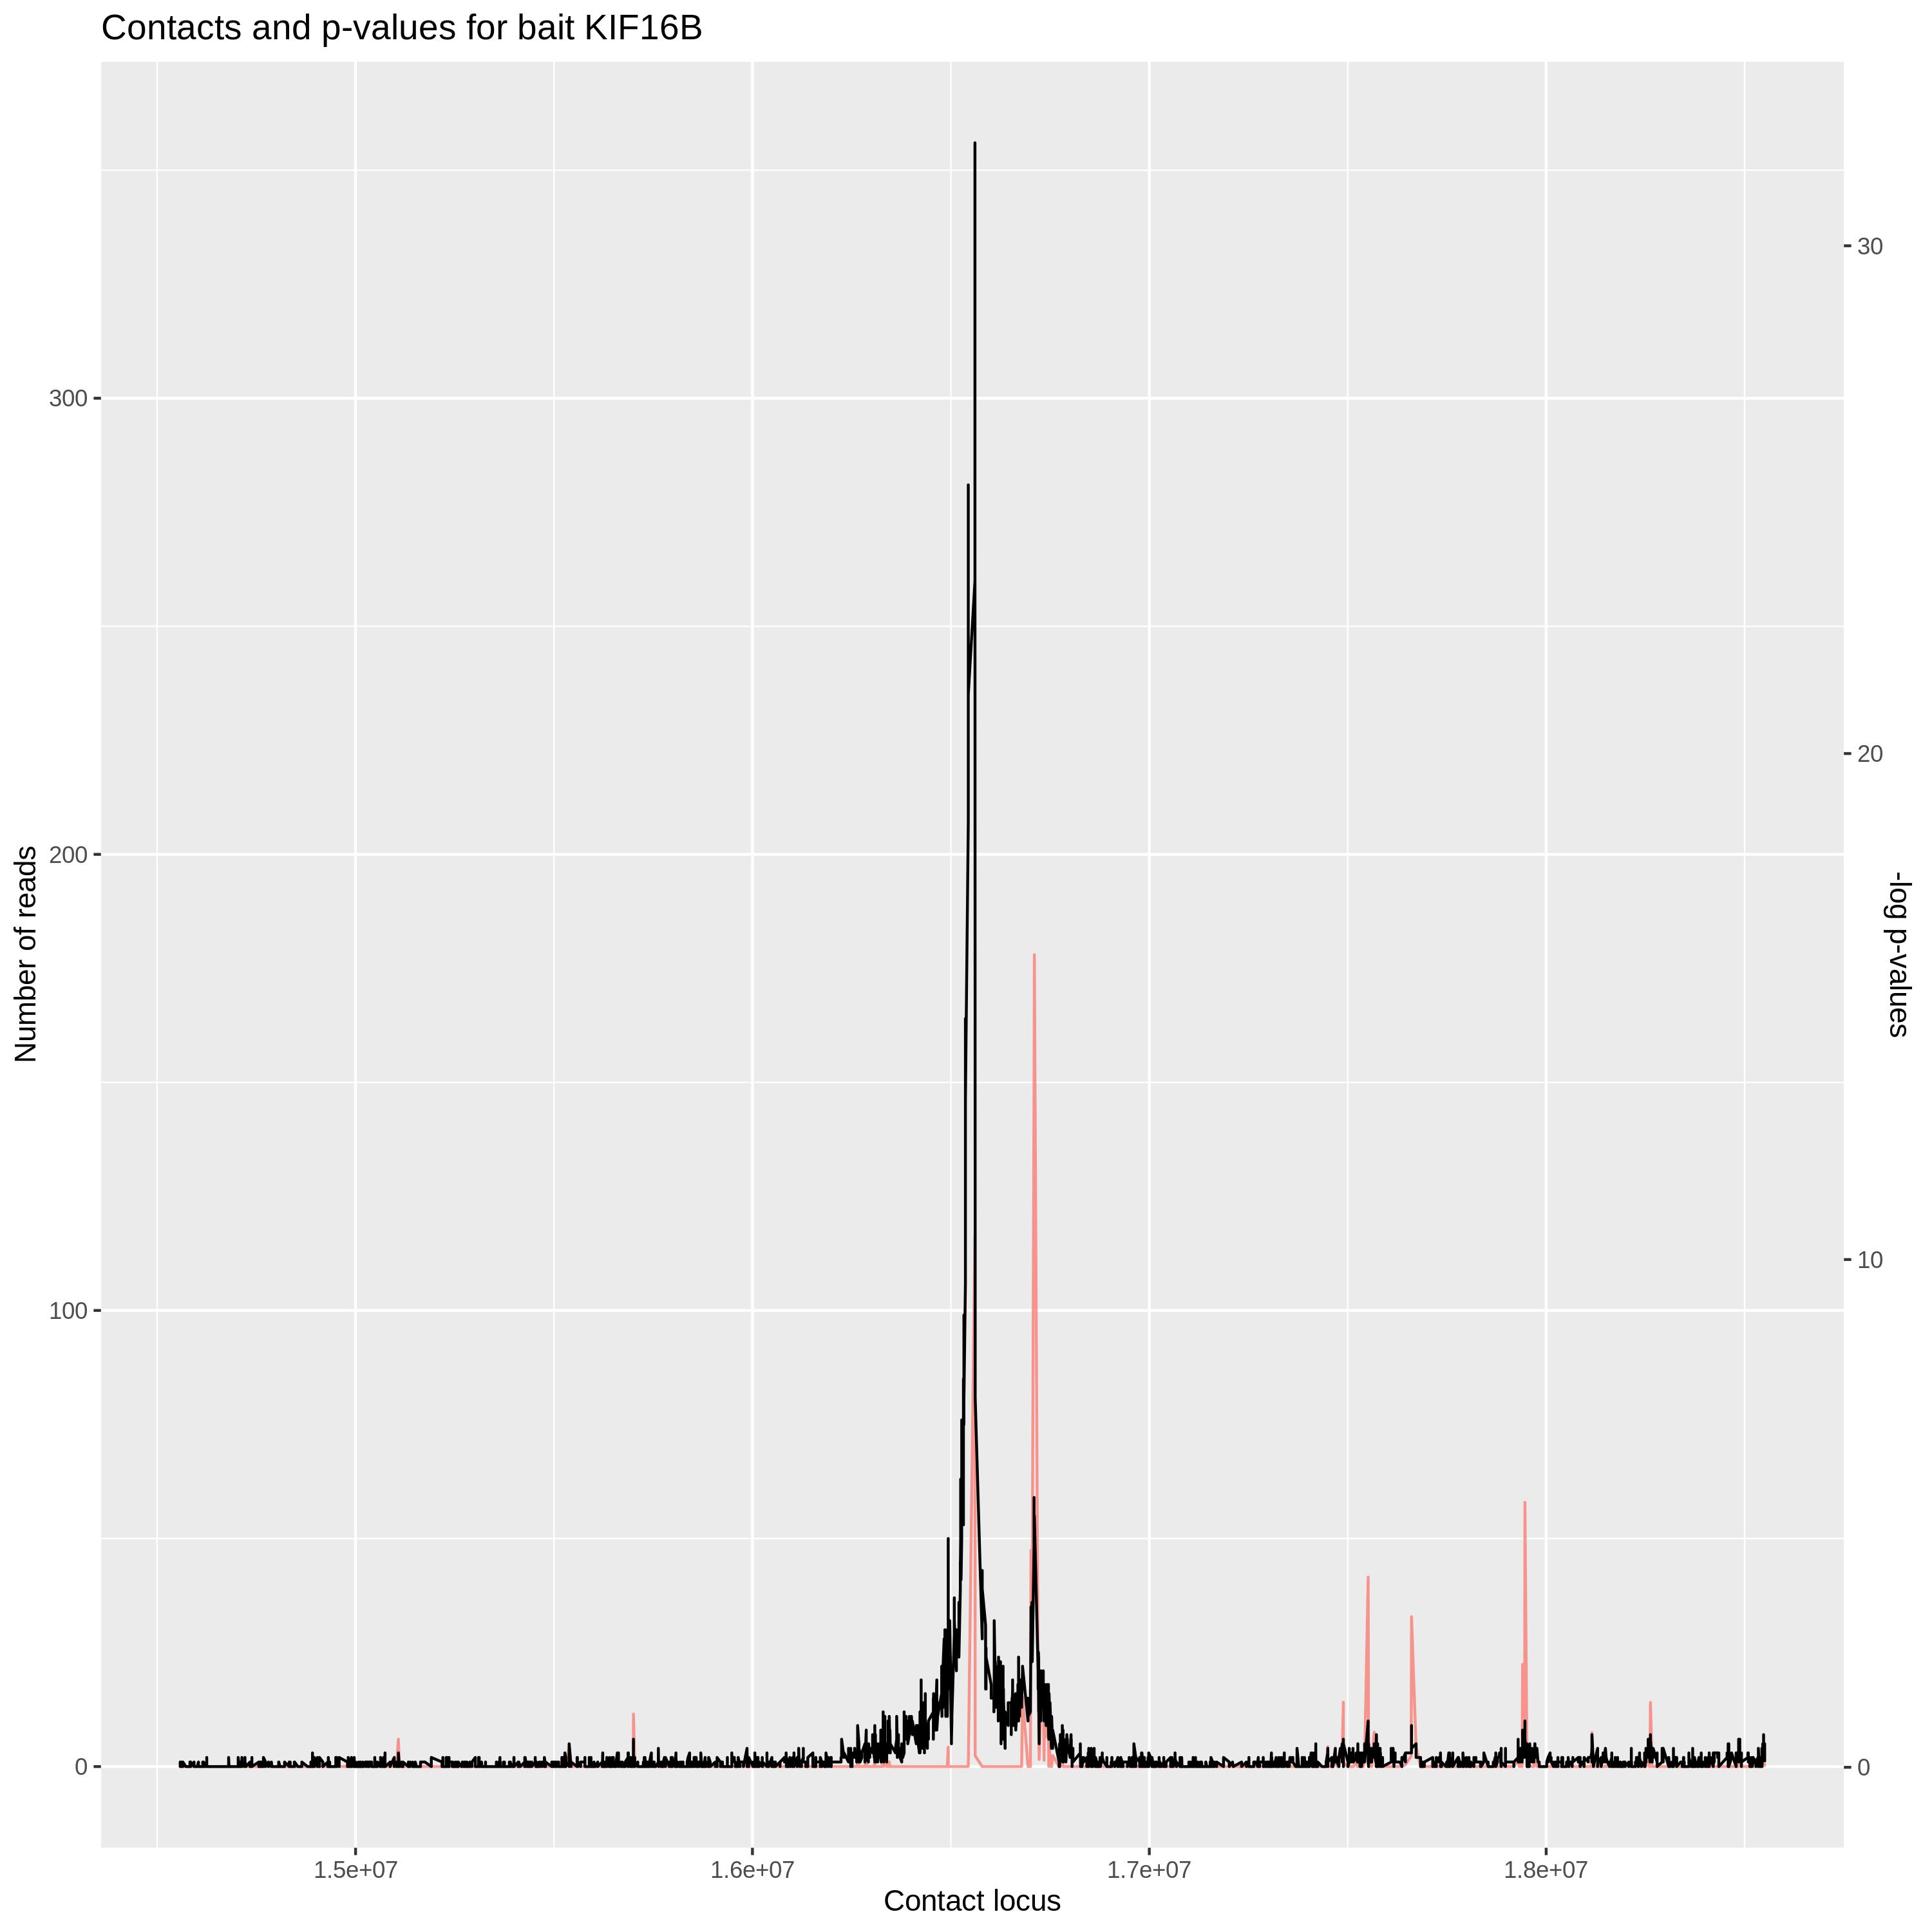 Contacts and p-values for bait KIF16B
Number of reads
300
200
100
0
30
20
10
0
-log p-values
1.5e+07 1.6e+07 1.7e+07 1.8e+07
Contact locus